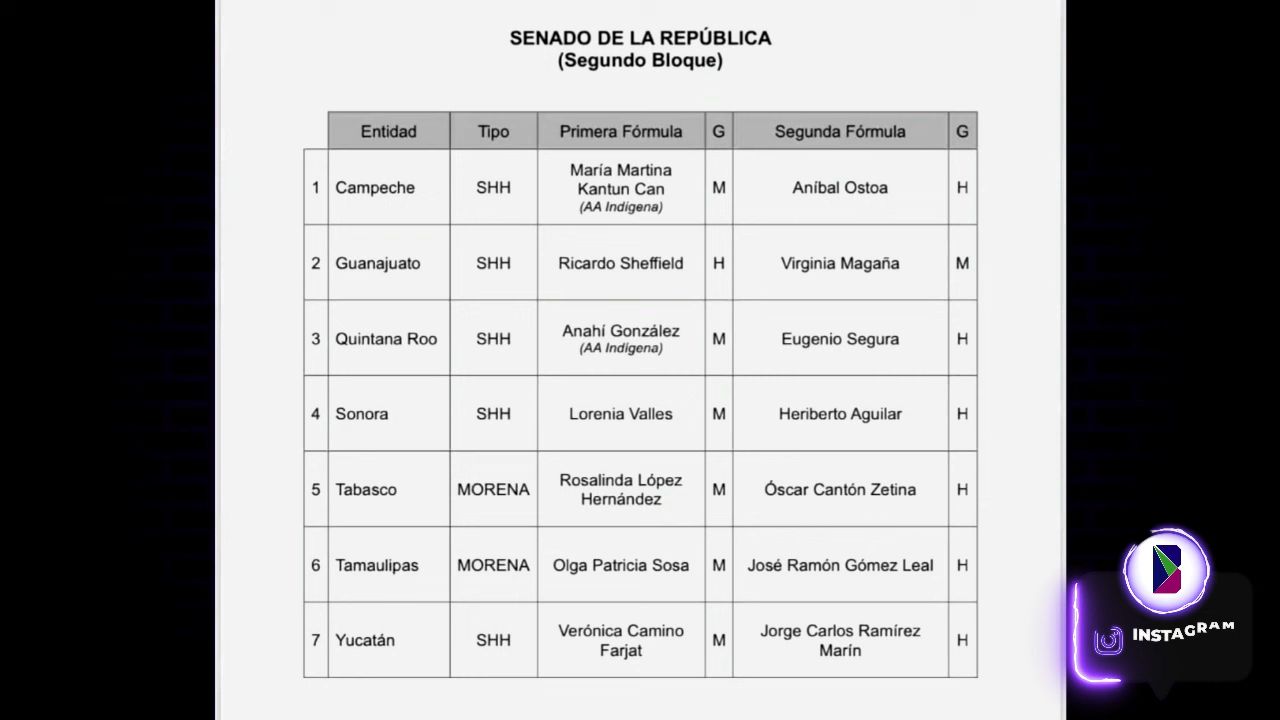 SENADO DE LA REPÚBLICA
(Segundo Bloque)
Entidad Tipo Primera Fórmula G Segunda Fórmula G
1 Campeche SHH María Martina Kantun Can (AA Indígena) M Aníbal Ostoa H
2 Guanajuato SHH Ricardo Sheffield H Virginia Magaña M
3 Quintana Roo SHH Anahí González (AA Indígena) M Eugenio Segura H
4 Sonora SHH Lorenia Valles M Heriberto Aguilar H
5 Tabasco MORENA Rosalinda López Hernández M Óscar Cantón Zetina H
6 Tamaulipas MORENA Olga Patricia Sosa M José Ramón Gómez Leal H
7 Yucatán SHH Verónica Camino Farjat M Jorge Carlos Ramírez Marín H
INSTAGRAM